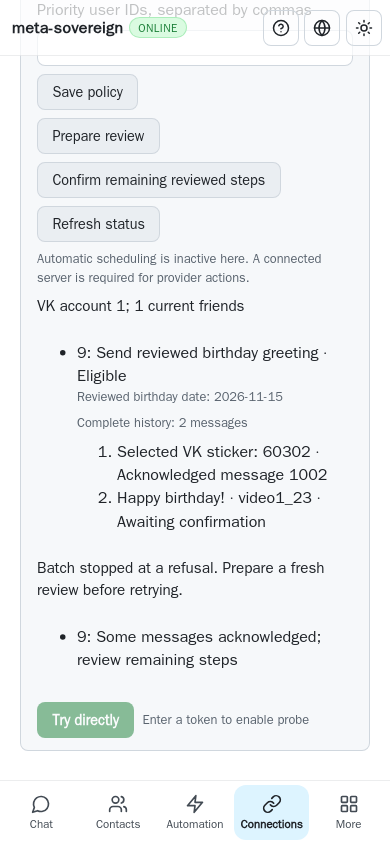 Priority user IDs, separated by commas
meta-sovereign ONLINE
Save policy
Prepare review
Confirm remaining reviewed steps
Refresh status
Automatic scheduling is inactive here. A connected
server is required for provider actions.
VK account 1; 1 current friends
9: Send reviewed birthday greeting ·
Eligible
Reviewed birthday date: 2026-11-15
Complete history: 2 messages
1. Selected VK sticker: 60302 ·
Acknowledged message 1002
2. Happy birthday! · video1_23 ·
Awaiting confirmation
Batch stopped at a refusal. Prepare a fresh
review before retrying.
9: Some messages acknowledged;
review remaining steps
Try directly Enter a token to enable probe
Chat Contacts Automation Connections More